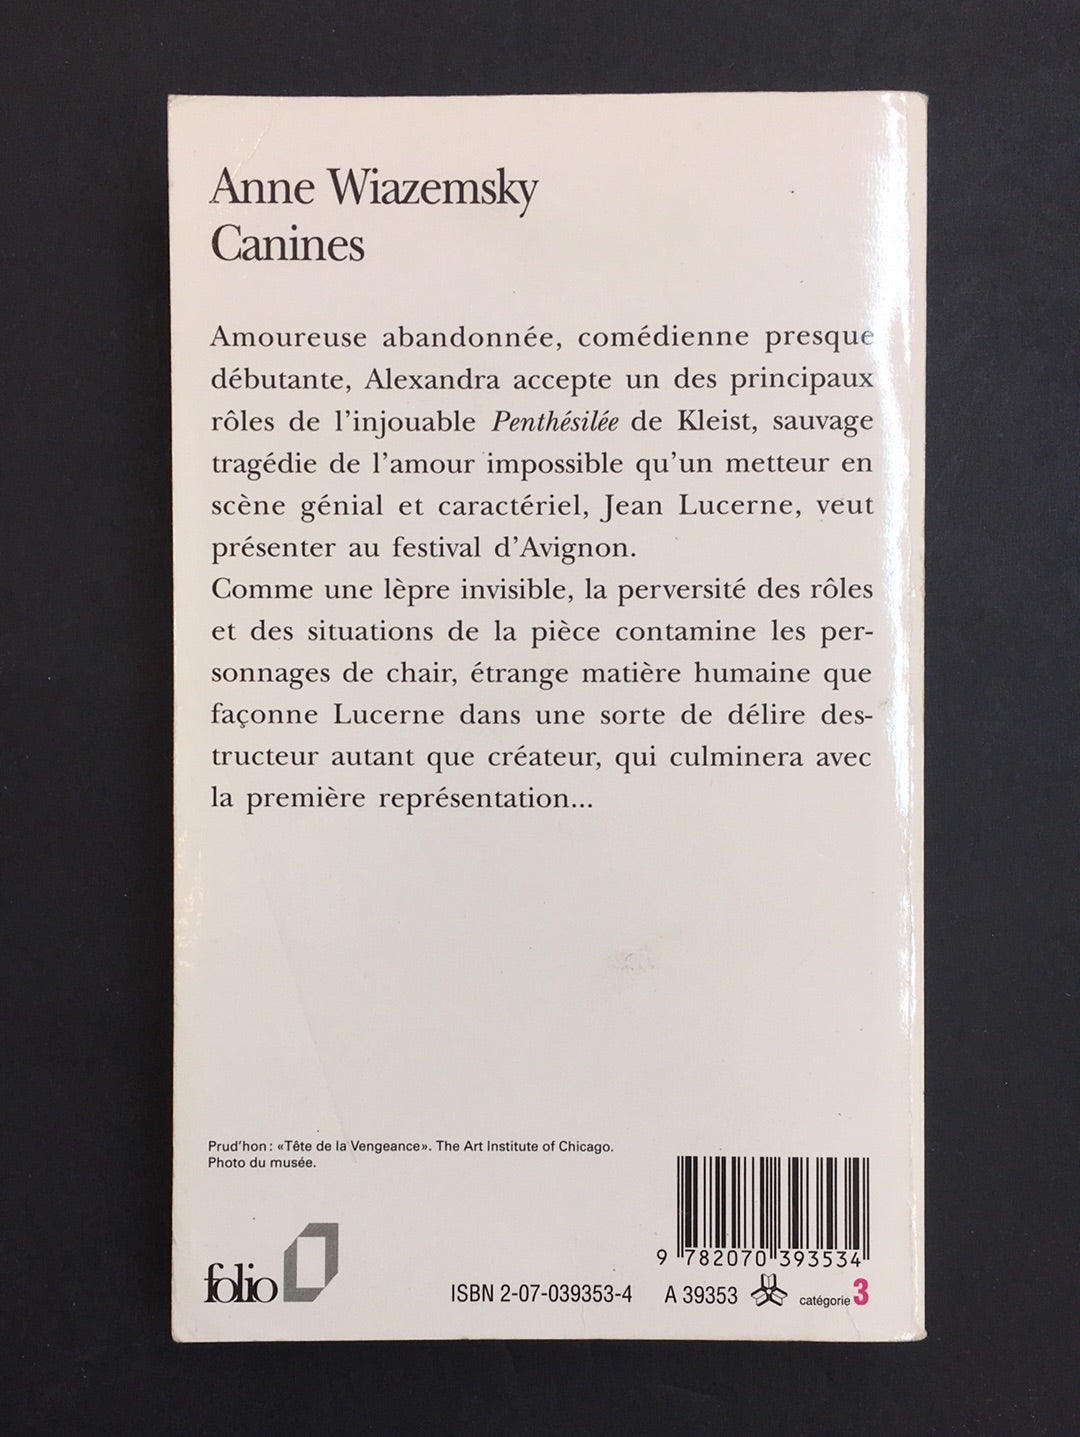 Anne Wiazemsky
Canines
Amoureuse abandonnée, comédienne presque
débutante, Alexandra accepte un des principaux
rôles de l'injouable Penthésilée de Kleist, sauvage
tragédie de l'amour impossible qu'un metteur en
scène génial et caractériel, Jean Lucerne, veut
présenter au festival d'Avignon.
Comme une lèpre invisible, la perversité des rôles
et des situations de la pièce contamine les per-
sonnages de chair, étrange matière humaine que
façonne Lucerne dans une sorte de délire des-
tructeur autant que créateur, qui culminera avec
la première représentation...
Prud'hon : «Tête de la Vengeance». The Art Institute of Chicago.
Photo du musée.
9 782070 393534
folio
ISBN 2-07-039353-4 A 39353 catégorie 3